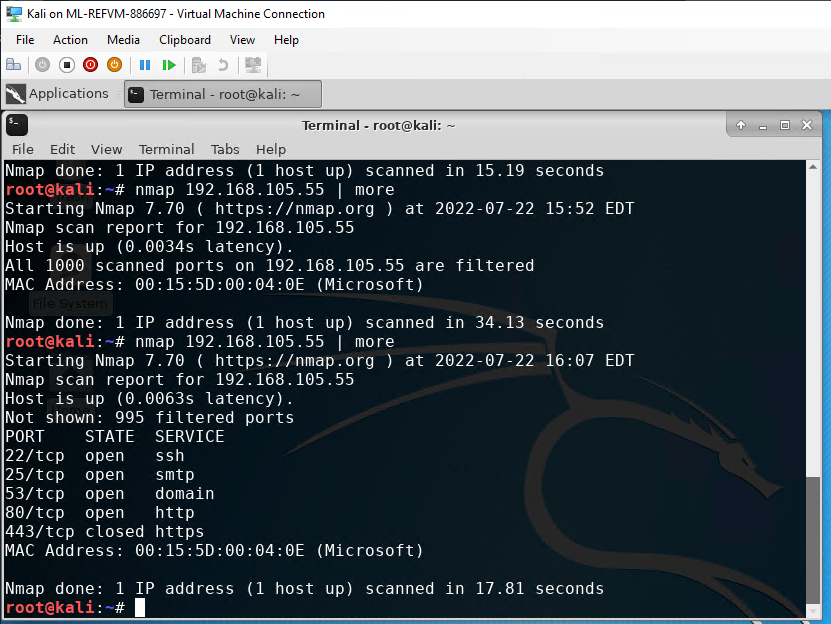 Kali on ML-REFVM-886697 - Virtual Machine Connection
File Action Media Clipboard View Help
Applications
Terminal - root@kali: ~
Terminal - root@kali: ~
File Edit View Terminal Tabs Help
Nmap done: 1 IP address (1 host up) scanned in 15.19 seconds
root@kali:~# nmap 192.168.105.55 | more
Starting Nmap 7.70 ( https://nmap.org ) at 2022-07-22 15:52 EDT
Nmap scan report for 192.168.105.55
Host is up (0.0034s latency).
All 1000 scanned ports on 192.168.105.55 are filtered
MAC Address: 00:15:5D:00:04:0E (Microsoft)
File System
Nmap done: 1 IP address (1 host up) scanned in 34.13 seconds
root@kali:~# nmap 192.168.105.55 | more
Starting Nmap 7.70 ( https://nmap.org ) at 2022-07-22 16:07 EDT
Nmap scan report for 192.168.105.55
Host is up (0.0063s latency).
Not shown: 995 filtered ports
PORT    STATE  SERVICE
22/tcp  open   ssh
25/tcp  open   smtp
53/tcp  open   domain
80/tcp  open   http
443/tcp closed https
MAC Address: 00:15:5D:00:04:0E (Microsoft)
Nmap done: 1 IP address (1 host up) scanned in 17.81 seconds
root@kali:~#